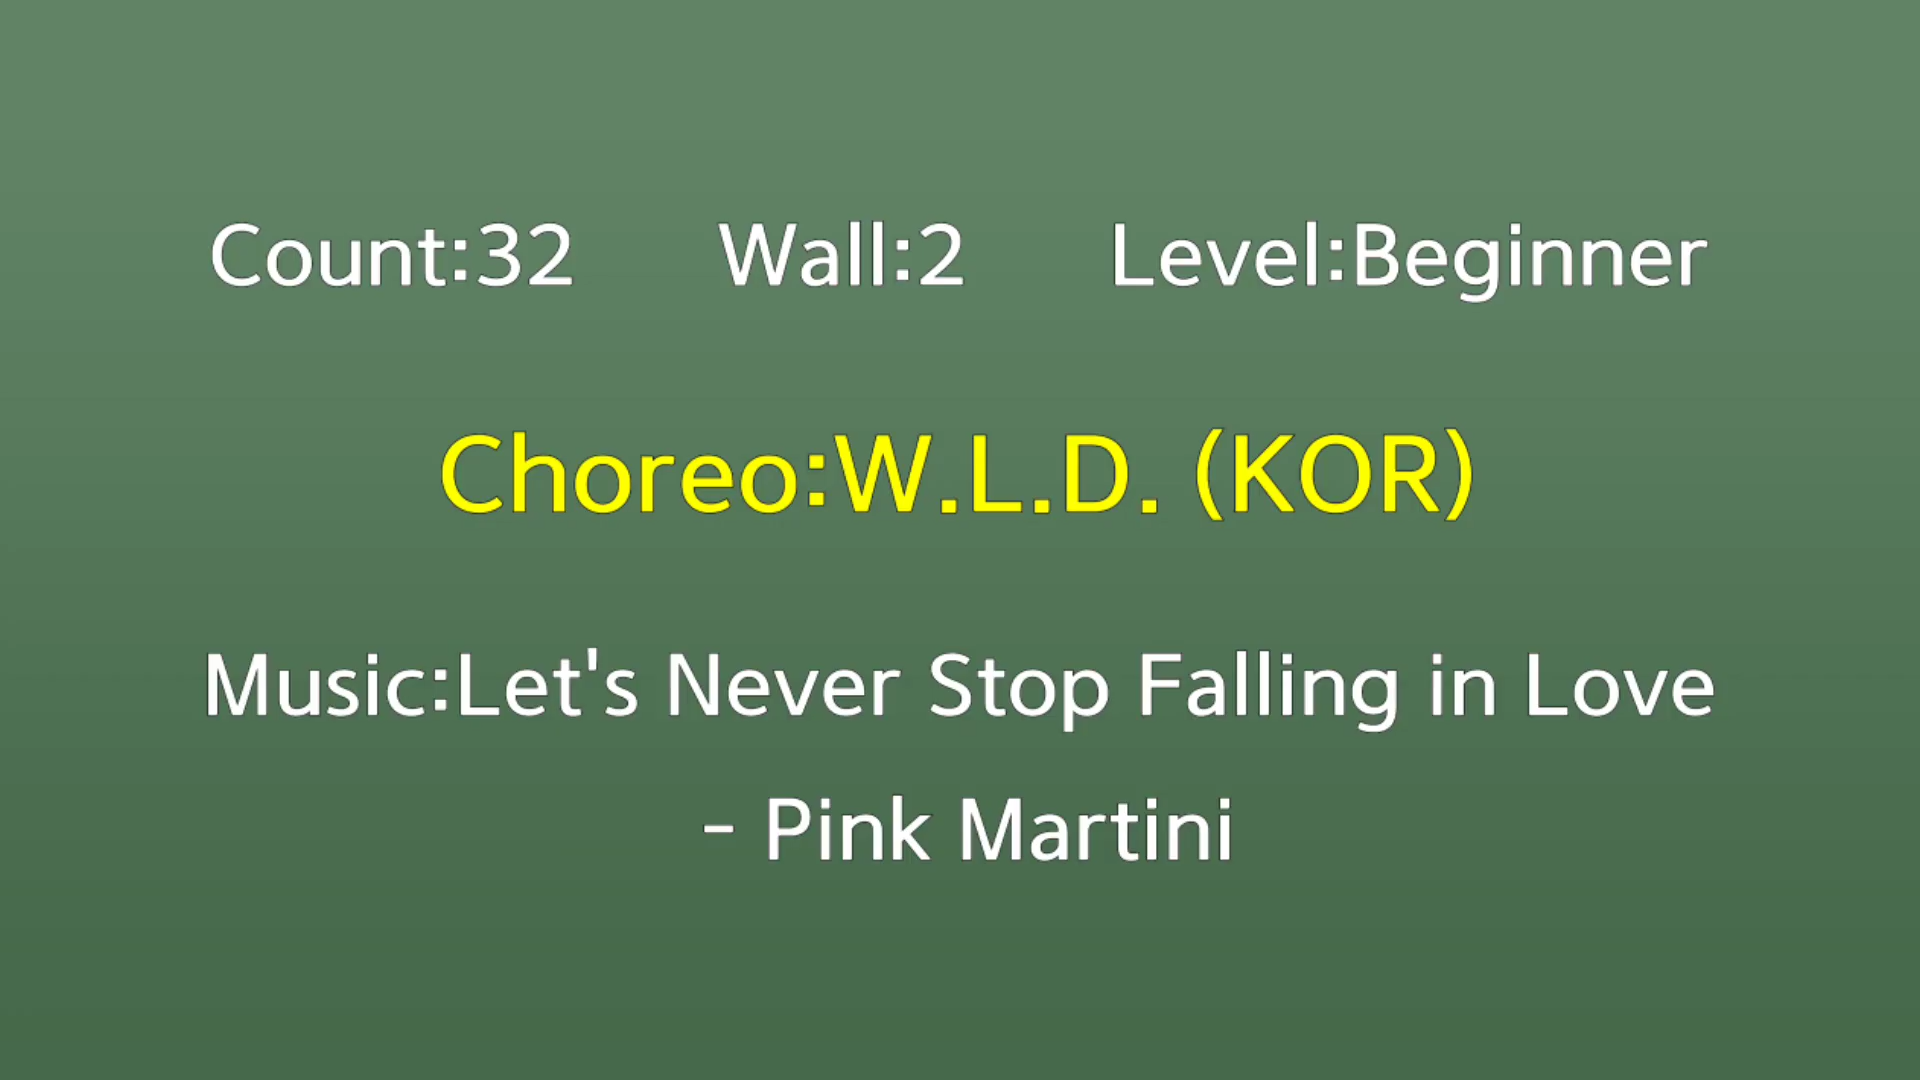 Count:32 Wall:2 Level:Beginner
Choreo:W.L.D. (KOR)
Music:Let's Never Stop Falling in Love
- Pink Martini